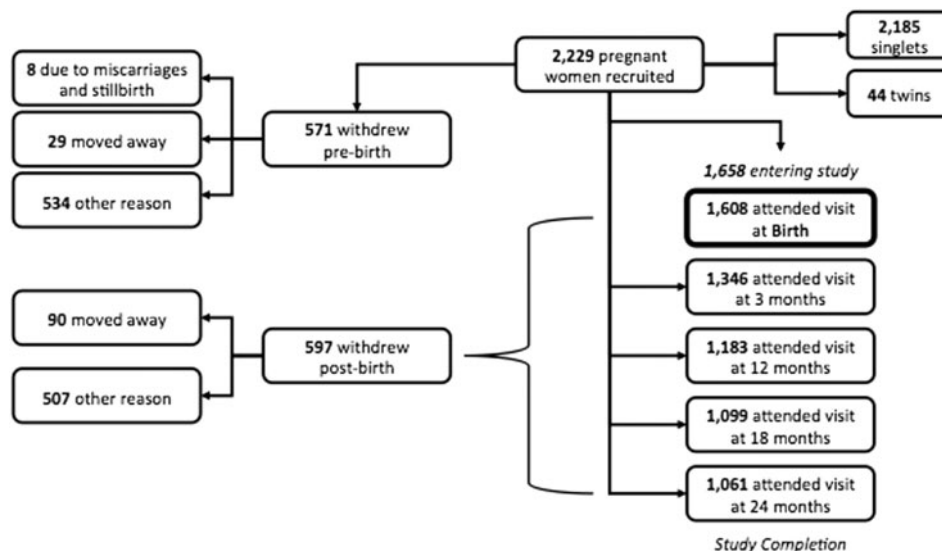 2,229 pregnant
women recruited
2,185
singlets
44 twins
8 due to miscarriages
and stillbirth
29 moved away
534 other reason
571 withdrew
pre-birth
1,658 entering study
1,608 attended visit
at Birth
1,346 attended visit
at 3 months
1,183 attended visit
at 12 months
1,099 attended visit
at 18 months
1,061 attended visit
at 24 months
Study Completion
90 moved away
507 other reason
597 withdrew
post-birth